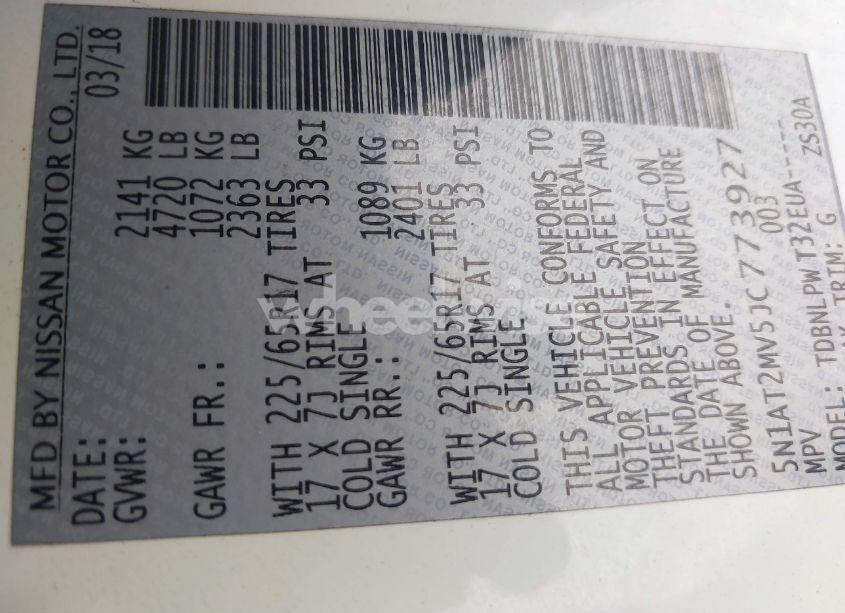 MFD BY NISSAN MOTOR CO., LTD.
DATE: 03/18
GVWR: 2141 KG
4720 LB
GAWR FR.: 1072 KG
2363 LB
WITH 225/65R17 TIRES
17 X 7J RIMS AT 33 PSI
COLD SINGLE
GAWR RR.: 1089 KG
2401 LB
WITH 225/65R17 TIRES
17 X 7J RIMS AT 33 PSI
COLD SINGLE
THIS VEHICLE CONFORMS TO
ALL APPLICABLE FEDERAL
MOTOR VEHICLE SAFETY AND
THEFT PREVENTION
STANDARDS IN EFFECT ON
THE DATE OF MANUFACTURE
SHOWN ABOVE.
5N1AT2MV5JC773927
MPV 003
MODEL: TDBNLPWT32EUA-----
TRIM: G ZS30A